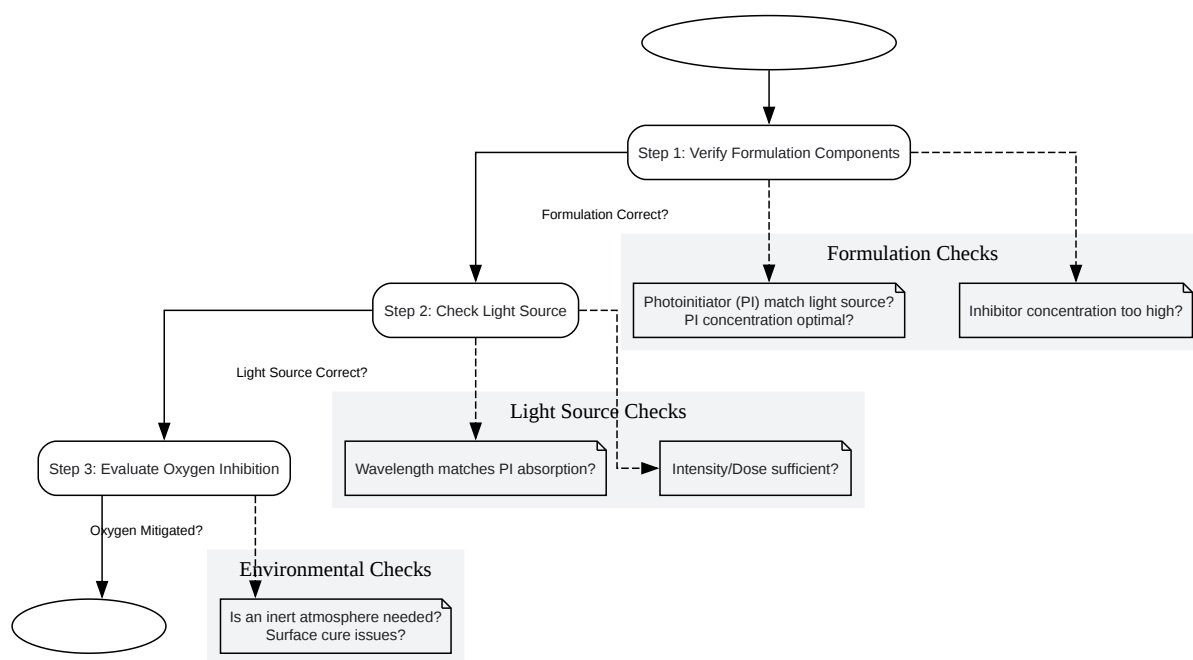 Step 1: Verify Formulation Components
Formulation Correct?
Formulation Checks
Photoinitiator (PI) match light source?
PI concentration optimal?
Inhibitor concentration too high?
Step 2: Check Light Source
Light Source Correct?
Light Source Checks
Wavelength matches PI absorption?
Intensity/Dose sufficient?
Step 3: Evaluate Oxygen Inhibition
Oxygen Mitigated?
Environmental Checks
Is an inert atmosphere needed?
Surface cure issues?